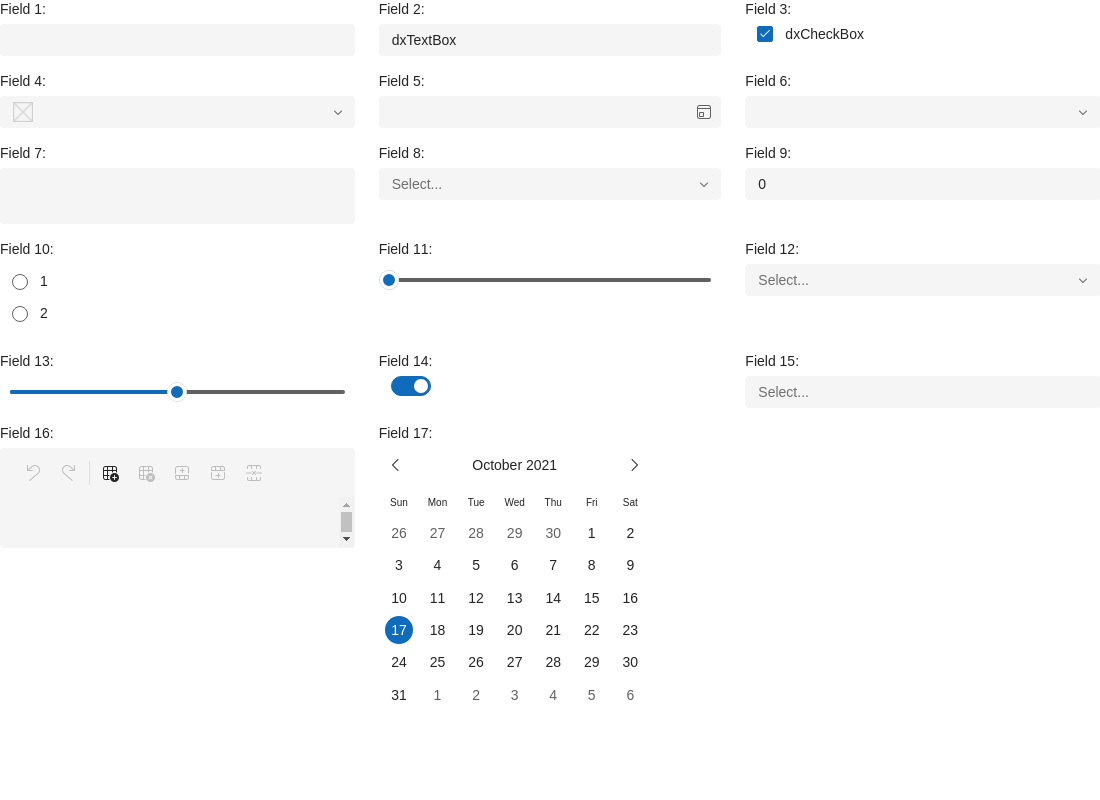 Field 1:
Field 2:
Field 3:
dxTextBox
dxCheckBox
Field 4:
Field 5:
Field 6:
Field 7:
Field 8:
Field 9:
Select...
0
Field 10:
Field 11:
Field 12:
1
Select...
2
Field 13:
Field 14:
Field 15:
Select...
Field 16:
Field 17:
October 2021
Sun Mon Tue Wed Thu Fri Sat
26 27 28 29 30 1 2
3 4 5 6 7 8 9
10 11 12 13 14 15 16
17 18 19 20 21 22 23
24 25 26 27 28 29 30
31 1 2 3 4 5 6